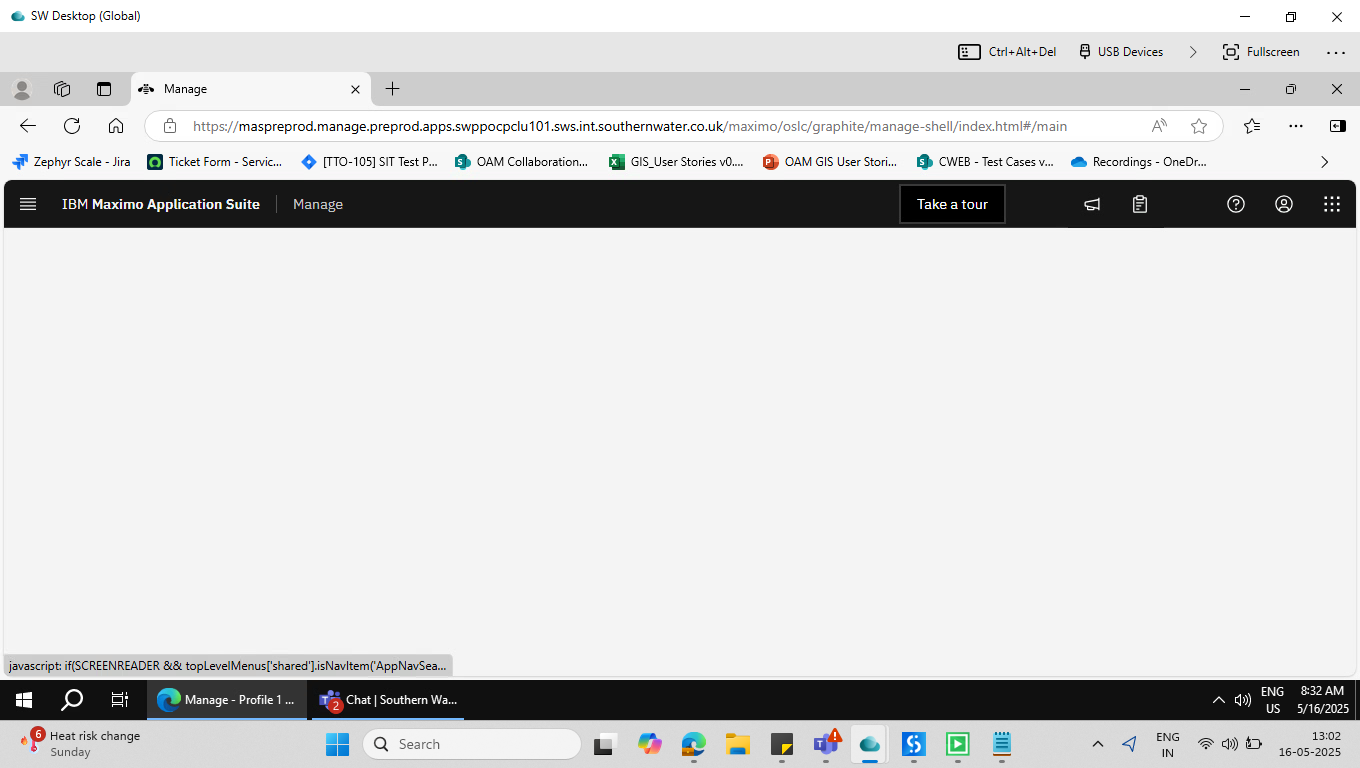 SW Desktop (Global)
Ctrl+Alt+Del
USB Devices
Fullscreen
Manage
https://maspreprod.manage.preprod.apps.swppocpclu101.sws.int.southernwater.co.uk/maximo/oslc/graphite/manage-shell/index.html#/main
Zephyr Scale - Jira
Ticket Form - Servic...
[TTO-105] SIT Test P...
OAM Collaboration...
GIS_User Stories v0....
OAM GIS User Stori...
CWEB - Test Cases v...
Recordings - OneDr...
IBM Maximo Application Suite
Manage
Take a tour
javascript: if(SCREENREADER && topLevelMenus['shared'].isNavItem('AppNavSea...
Manage - Profile 1 ...
2
Chat | Southern Wa...
ENG
US
8:32 AM
5/16/2025
6
Heat risk change
Sunday
Search
ENG
IN
13:02
16-05-2025